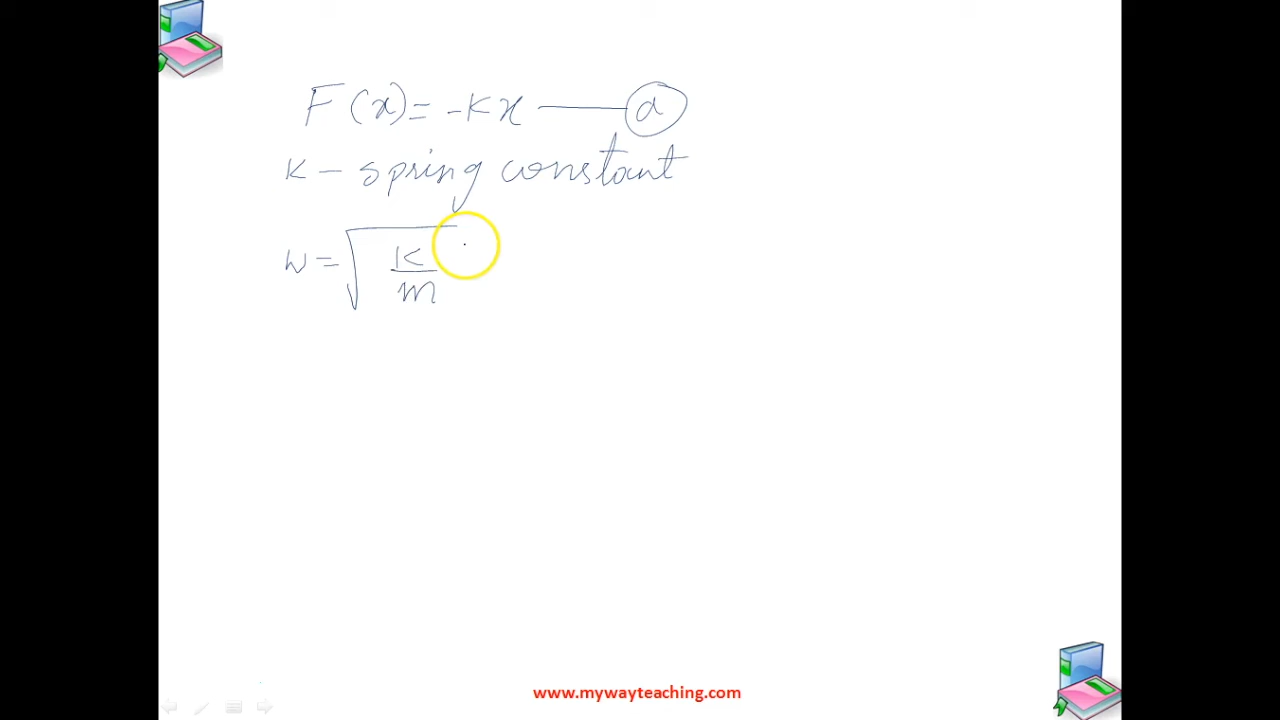 F(x) = -kx —— a
k – spring constant
w = √k/m
www.mywayteaching.com